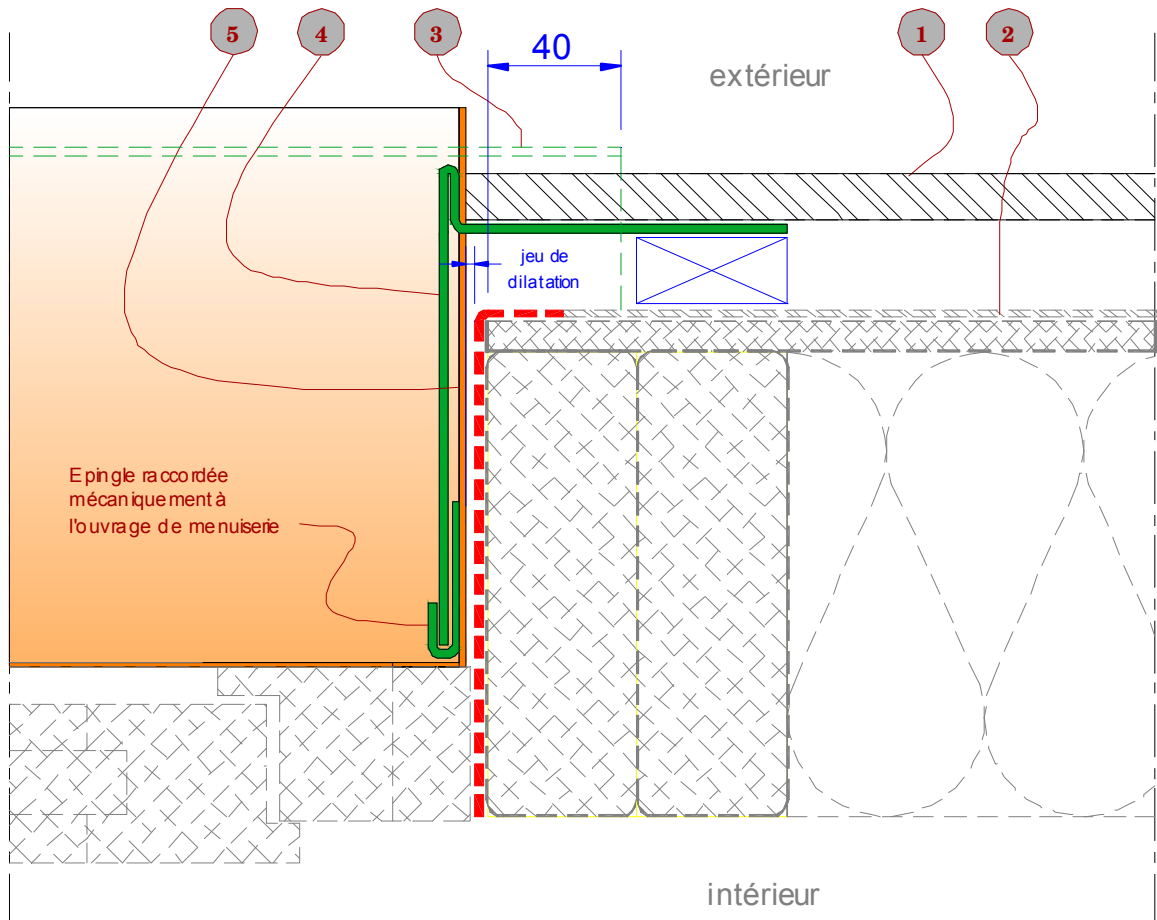 5
4
3
1
2
40
extérieur
jeu de
dilatation
Epingle raccordée
mécaniquement à
l'ouvrage de menuiserie
intérieur